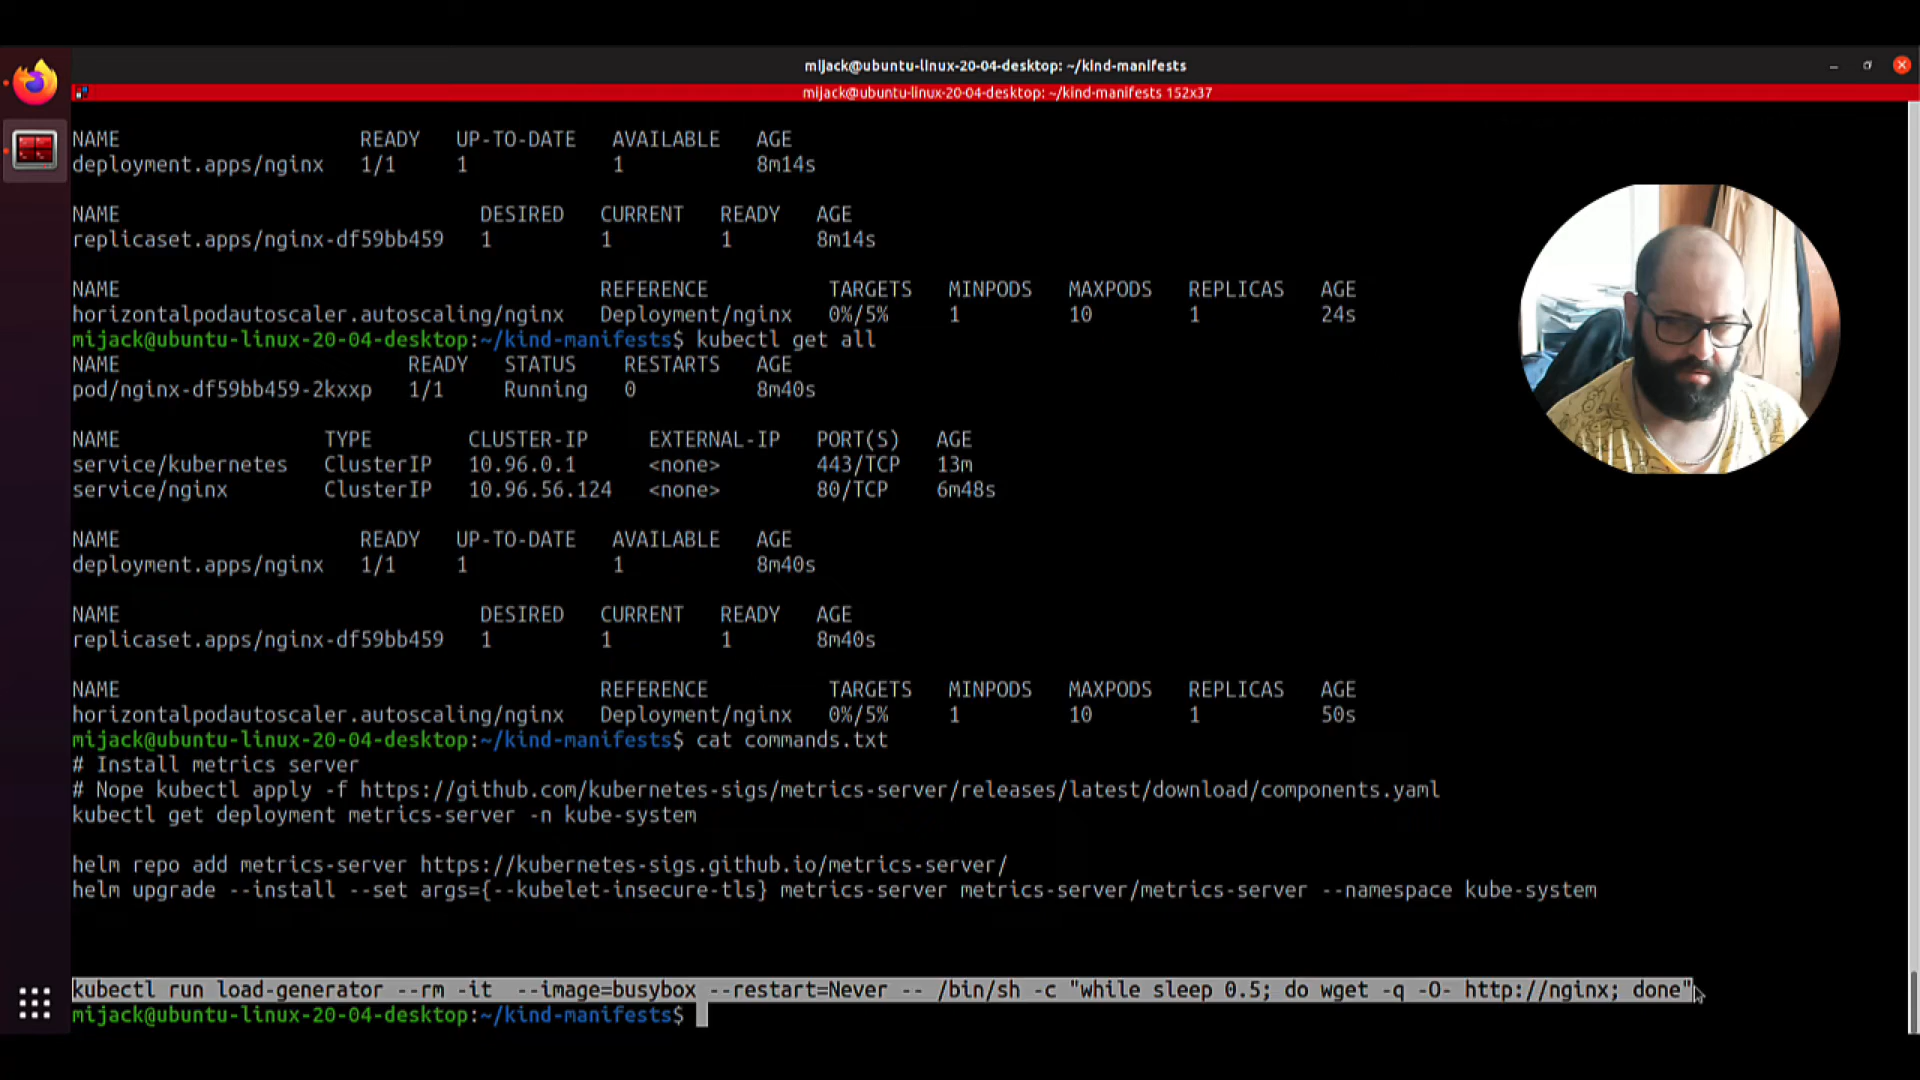 mijack@ubuntu-linux-20-04-desktop: ~/kind-manifests
mijack@ubuntu-linux-20-04-desktop: ~/kind-manifests 152x37
NAME READY UP-TO-DATE AVAILABLE AGE
deployment.apps/nginx 1/1 1 1 8m14s
NAME DESIRED CURRENT READY AGE
replicaset.apps/nginx-df59bb459 1 1 1 8m14s
NAME REFERENCE TARGETS MINPODS MAXPODS REPLICAS AGE
horizontalpodautoscaler.autoscaling/nginx Deployment/nginx 0%/5% 1 10 1 24s
mijack@ubuntu-linux-20-04-desktop:~/kind-manifests$ kubectl get all
NAME READY STATUS RESTARTS AGE
pod/nginx-df59bb459-2kxxp 1/1 Running 0 8m40s
NAME TYPE CLUSTER-IP EXTERNAL-IP PORT(S) AGE
service/kubernetes ClusterIP 10.96.0.1 <none> 443/TCP 13m
service/nginx ClusterIP 10.96.56.124 <none> 80/TCP 6m48s
NAME READY UP-TO-DATE AVAILABLE AGE
deployment.apps/nginx 1/1 1 1 8m40s
NAME DESIRED CURRENT READY AGE
replicaset.apps/nginx-df59bb459 1 1 1 8m40s
NAME REFERENCE TARGETS MINPODS MAXPODS REPLICAS AGE
horizontalpodautoscaler.autoscaling/nginx Deployment/nginx 0%/5% 1 10 1 50s
mijack@ubuntu-linux-20-04-desktop:~/kind-manifests$ cat commands.txt
# Install metrics server
# Nope kubectl apply -f https://github.com/kubernetes-sigs/metrics-server/releases/latest/download/components.yaml
kubectl get deployment metrics-server -n kube-system
helm repo add metrics-server https://kubernetes-sigs.github.io/metrics-server/
helm upgrade --install --set args={--kubelet-insecure-tls} metrics-server metrics-server/metrics-server --namespace kube-system
kubectl run load-generator --rm -it --image=busybox --restart=Never -- /bin/sh -c "while sleep 0.5; do wget -q -O- http://nginx; done"
mijack@ubuntu-linux-20-04-desktop:~/kind-manifests$